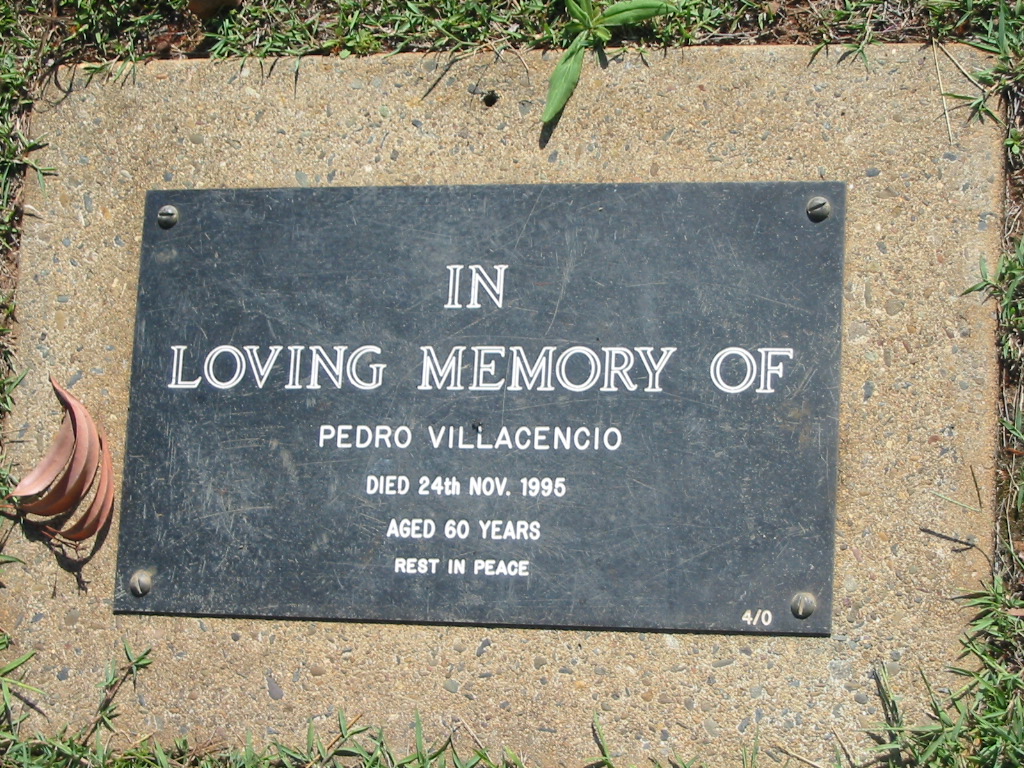 IN
LOVING MEMORY OF
PEDRO VILLACENCIO
DIED 24th NOV. 1995
AGED 60 YEARS
REST IN PEACE
4/0